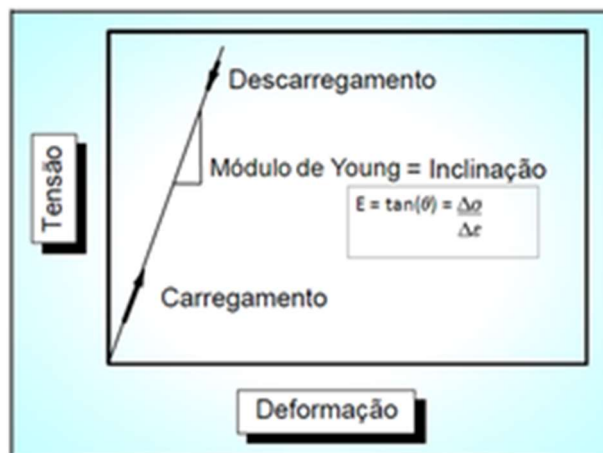 Descarregamento
Tensão
Módulo de Young = Inclinação
E = tan(θ) = Δσ
Δε
Carregamento
Deformação